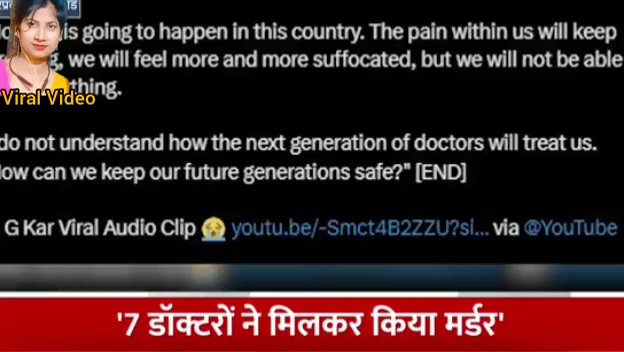 is going to happen in this country. The pain within us will keep
, we will feel more and more suffocated, but we will not be able
thing.
Viral Video
do not understand how the next generation of doctors will treat us.
ow can we keep our future generations safe?" [END]
G Kar Viral Audio Clip 😭 youtu.be/-Smct4B2ZZU?si... via @YouTube
'7 डॉक्टरों ने मिलकर किया मर्डर'